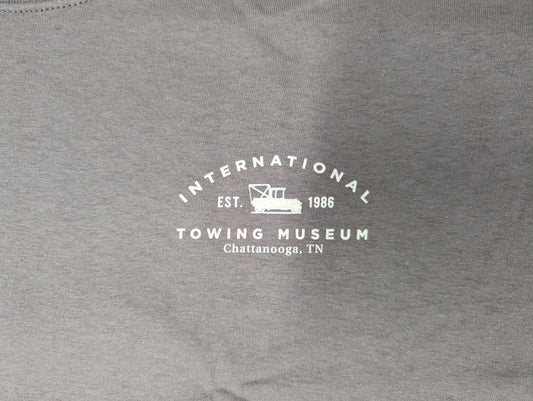 INTERNATIONAL
EST. 1986
TOWING MUSEUM
Chattanooga, TN